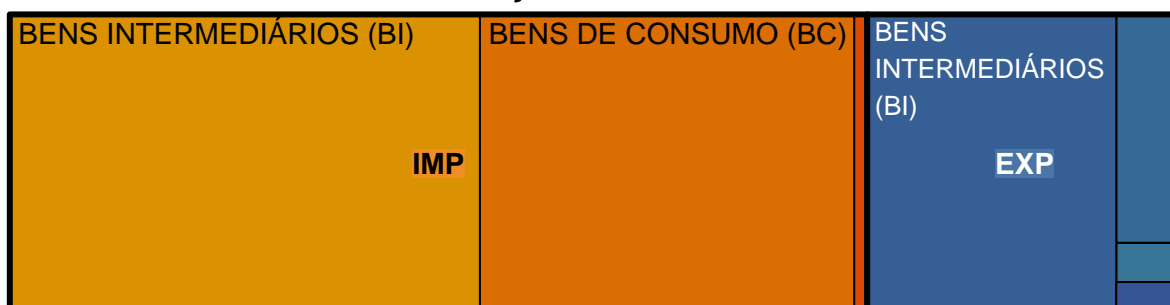 BENS INTERMEDIÁRIOS (BI)
BENS DE CONSUMO (BC)
BENS
INTERMEDIÁRIOS
(BI)
IMP
EXP